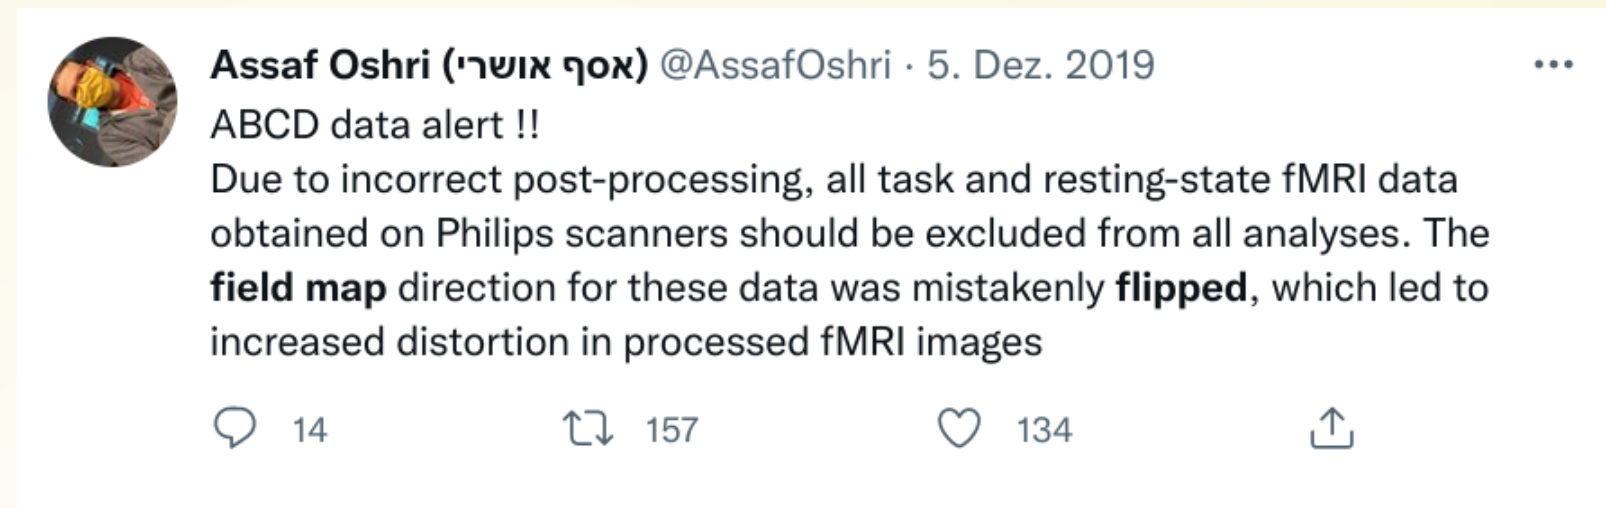 Assaf Oshri (אסף אושרי) @AssafOshri · 5. Dez. 2019
ABCD data alert !!
Due to incorrect post-processing, all task and resting-state fMRI data
obtained on Philips scanners should be excluded from all analyses. The
field map direction for these data was mistakenly flipped, which led to
increased distortion in processed fMRI images
14 157 134